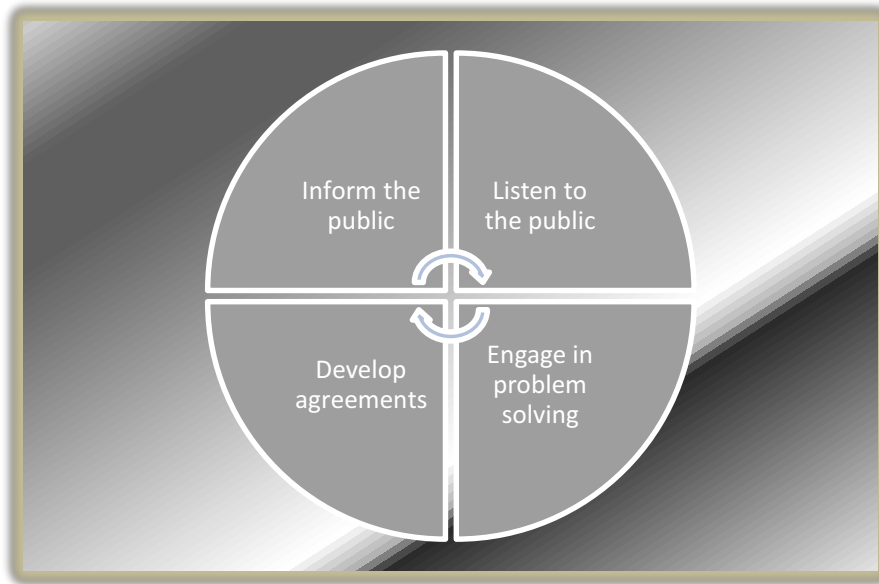 Inform the
public
Listen to
the public
Engage in
problem
solving
Develop
agreements